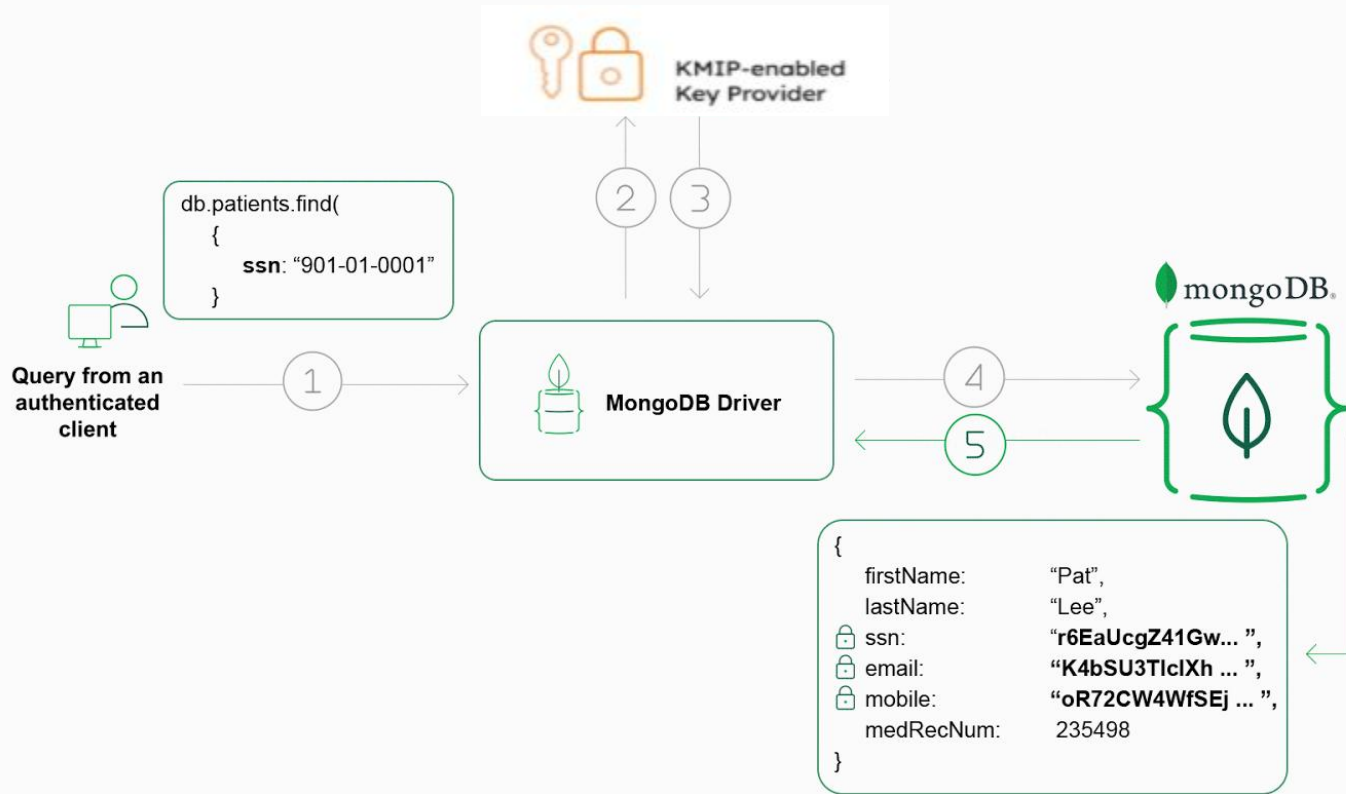 KMIP-enabled
Key Provider
2
3
db.patients.find(
{
ssn: “901-01-0001”
}
mongoDB®
Query from an
authenticated
client
1
MongoDB Driver
4
5
{
firstName: “Pat”,
lastName: “Lee”,
ssn: “r6EaUcgZ41Gw... ”,
email: “K4bSU3TlclXh ... ”,
mobile: “oR72CW4WfSEj ... ”,
medRecNum: 235498
}